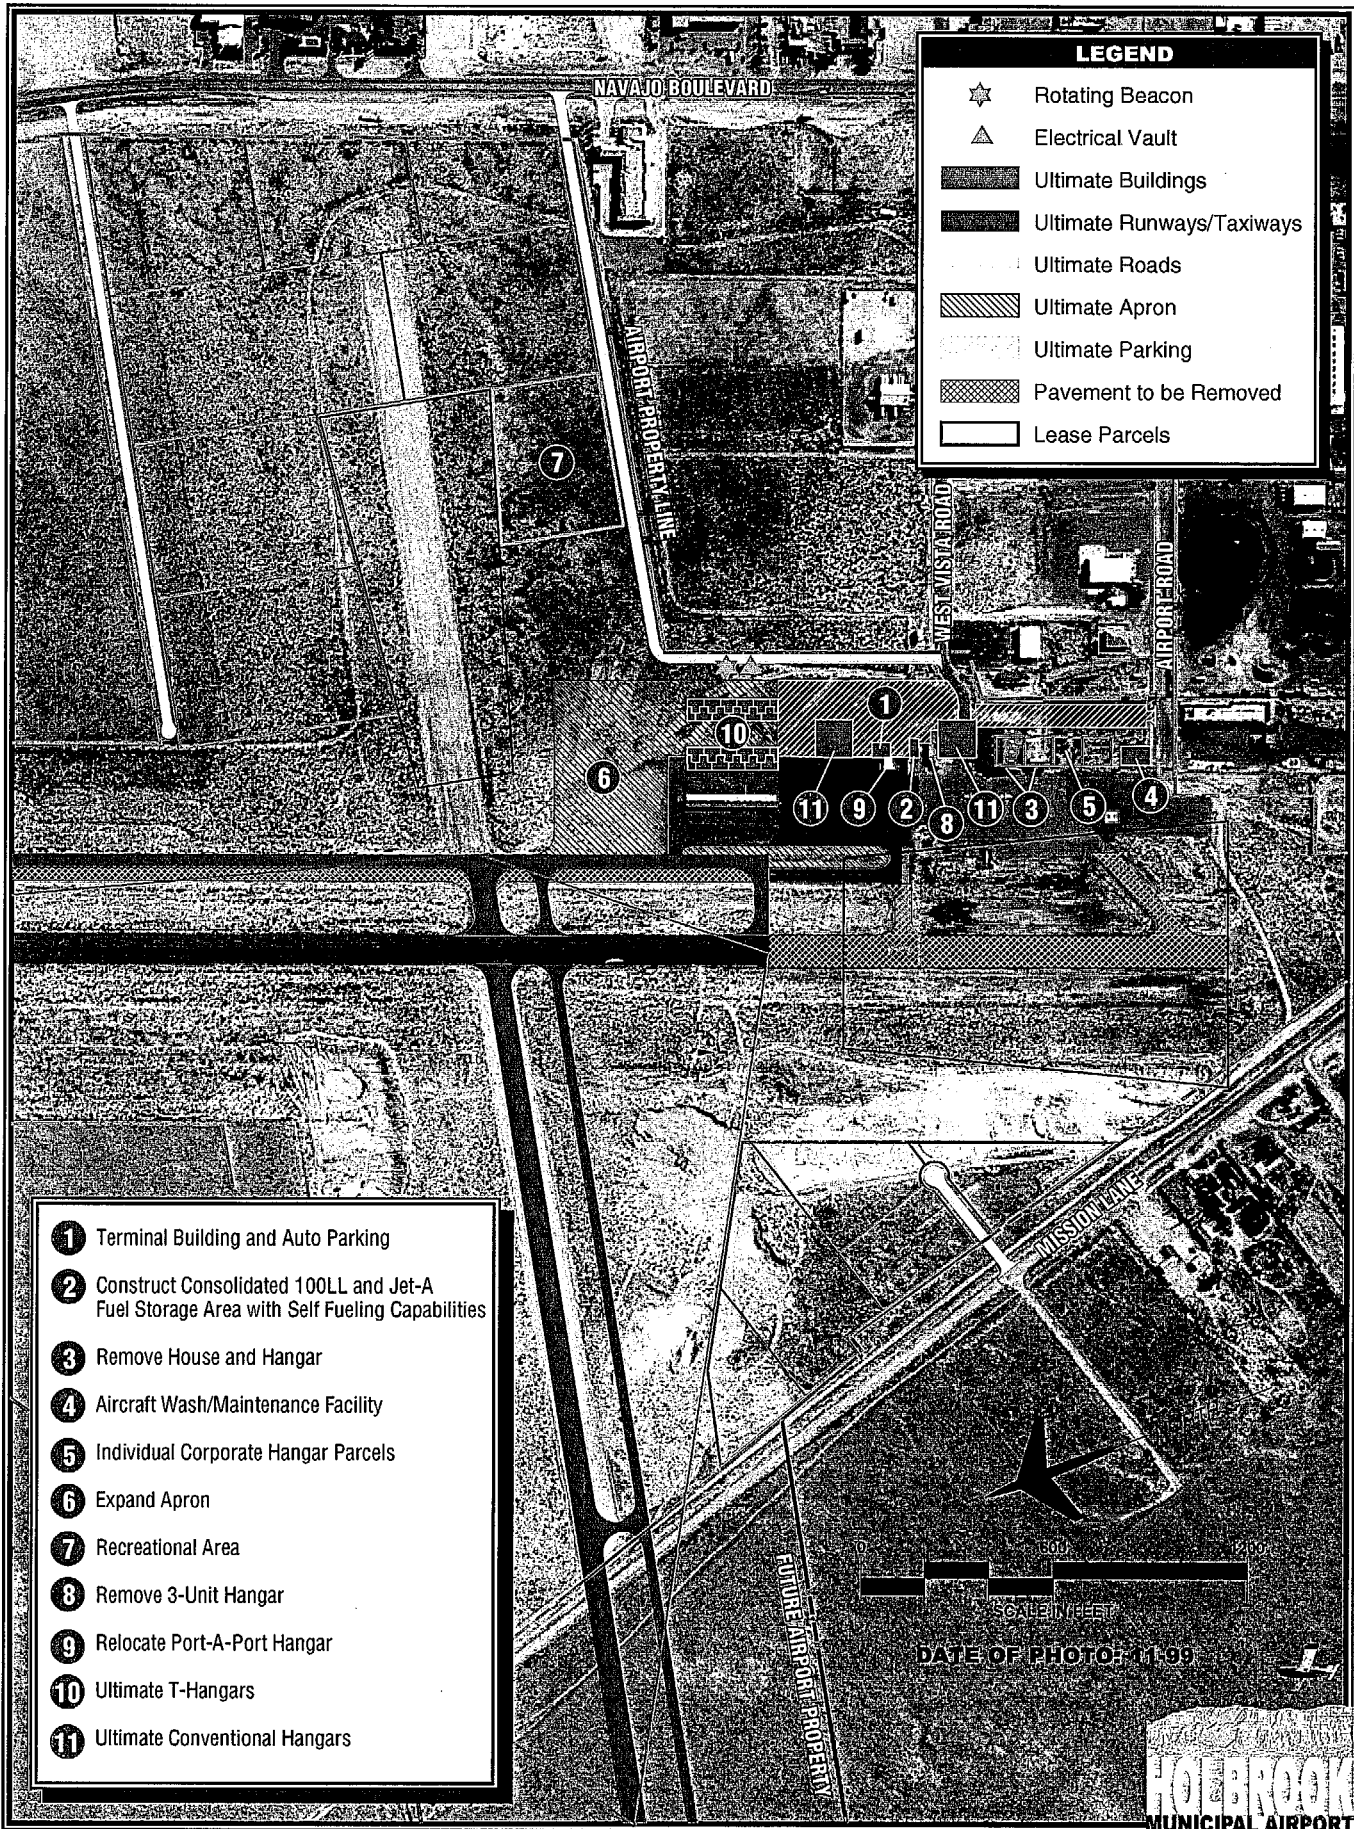 NAVAJO BOULEVARD
LEGEND
Rotating Beacon
Electrical Vault
Ultimate Buildings
Ultimate Runways/Taxiways
Ultimate Roads
Ultimate Apron
Ultimate Parking
Pavement to be Removed
Lease Parcels
AIRPORT PROPERTY LINE
7
WEST VISTA ROAD
AIRPORT ROAD
1
10
6
11
9
2
8
11
3
5
4
1 Terminal Building and Auto Parking
2 Construct Consolidated 100LL and Jet-A
Fuel Storage Area with Self Fueling Capabilities
3 Remove House and Hangar
4 Aircraft Wash/Maintenance Facility
5 Individual Corporate Hangar Parcels
6 Expand Apron
7 Recreational Area
8 Remove 3-Unit Hangar
9 Relocate Port-A-Port Hangar
10 Ultimate T-Hangars
11 Ultimate Conventional Hangars
MISSION LANE
FUTURE AIRPORT PROPERTY
0 600 1200
SCALE IN FEET
DATE OF PHOTO: 11-99
HOLBROOK
MUNICIPAL AIRPORT